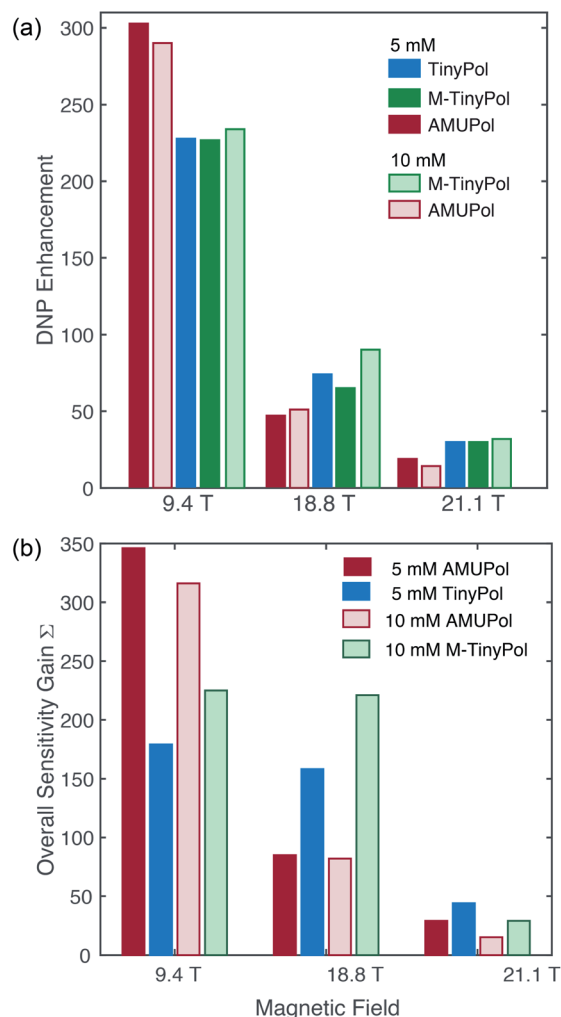 (a)
DNP Enhancement
300
250
200
150
100
50
0
5 mM
TinyPol
M-TinyPol
AMUPol
10 mM
M-TinyPol
AMUPol
9.4 T
18.8 T
21.1 T
(b)
Overall Sensitivity Gain Σ
350
300
250
200
150
100
50
0
5 mM AMUPol
5 mM TinyPol
10 mM AMUPol
10 mM M-TinyPol
9.4 T
18.8 T
21.1 T
Magnetic Field